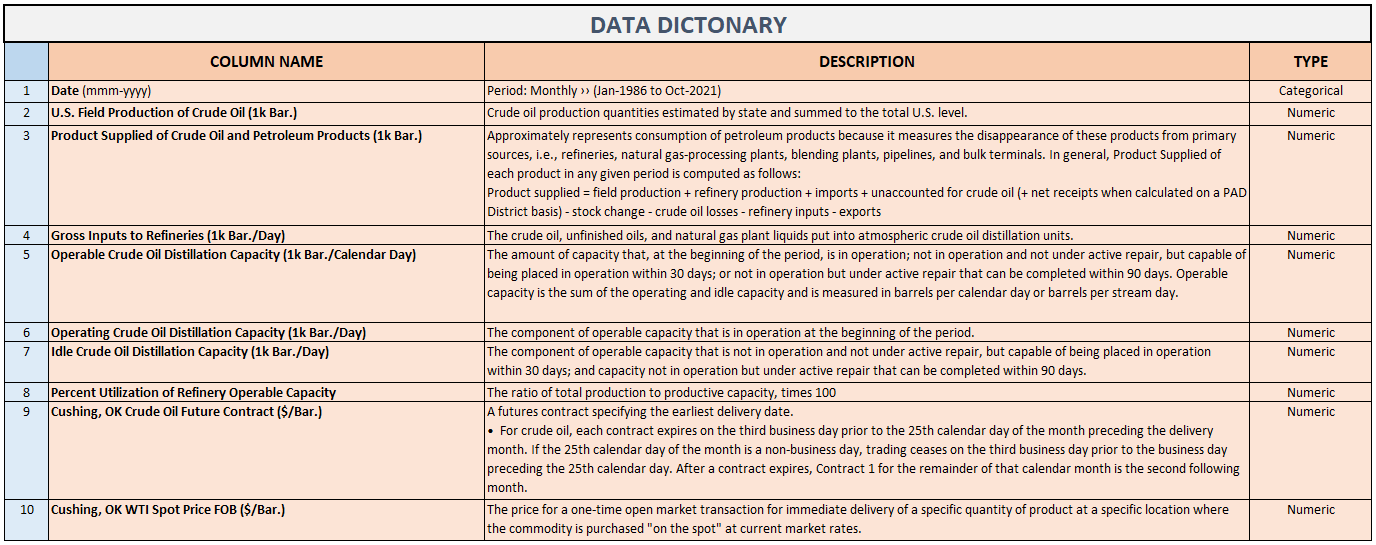 DATA DICTONARY
COLUMN NAME DESCRIPTION TYPE
1 Date (mmm-yyyy) Period: Monthly ›› (Jan-1986 to Oct-2021) Categorical
2 U.S. Field Production of Crude Oil (1k Bar.) Crude oil production quantities estimated by state and summed to the total U.S. level. Numeric
3 Product Supplied of Crude Oil and Petroleum Products (1k Bar.) Approximately represents consumption of petroleum products because it measures the disappearance of these products from primary Numeric
sources, i.e., refineries, natural gas-processing plants, blending plants, pipelines, and bulk terminals. In general, Product Supplied of
each product in any given period is computed as follows:
Product supplied = field production + refinery production + imports + unaccounted for crude oil (+ net receipts when calculated on a PAD
District basis) - stock change - crude oil losses - refinery inputs - exports
4 Gross Inputs to Refineries (1k Bar./Day) The crude oil, unfinished oils, and natural gas plant liquids put into atmospheric crude oil distillation units. Numeric
5 Operable Crude Oil Distillation Capacity (1k Bar./Calendar Day) The amount of capacity that, at the beginning of the period, is in operation; not in operation and not under active repair, but capable of Numeric
being placed in operation within 30 days; or not in operation but under active repair that can be completed within 90 days. Operable
capacity is the sum of the operating and idle capacity and is measured in barrels per calendar day or barrels per stream day.
6 Operating Crude Oil Distillation Capacity (1k Bar./Day) The component of operable capacity that is in operation at the beginning of the period. Numeric
7 Idle Crude Oil Distillation Capacity (1k Bar./Day) The component of operable capacity that is not in operation and not under active repair, but capable of being placed in operation Numeric
within 30 days; and capacity not in operation but under active repair that can be completed within 90 days.
8 Percent Utilization of Refinery Operable Capacity The ratio of total production to productive capacity, times 100 Numeric
9 Cushing, OK Crude Oil Future Contract ($/Bar.) A futures contract specifying the earliest delivery date. Numeric
• For crude oil, each contract expires on the third business day prior to the 25th calendar day of the month preceding the delivery
month. If the 25th calendar day of the month is a non-business day, trading ceases on the third business day prior to the business day
preceding the 25th calendar day. After a contract expires, Contract 1 for the remainder of that calendar month is the second following
month.
10 Cushing, OK WTI Spot Price FOB ($/Bar.) The price for a one-time open market transaction for immediate delivery of a specific quantity of product at a specific location where Numeric
the commodity is purchased "on the spot" at current market rates.